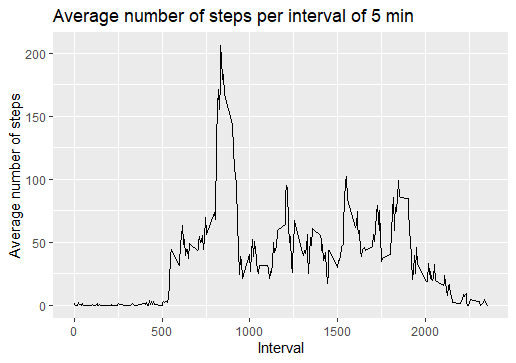 Average number of steps per interval of 5 min
Average number of steps
200
150
100
50
0
0 500 1000 1500 2000
Interval